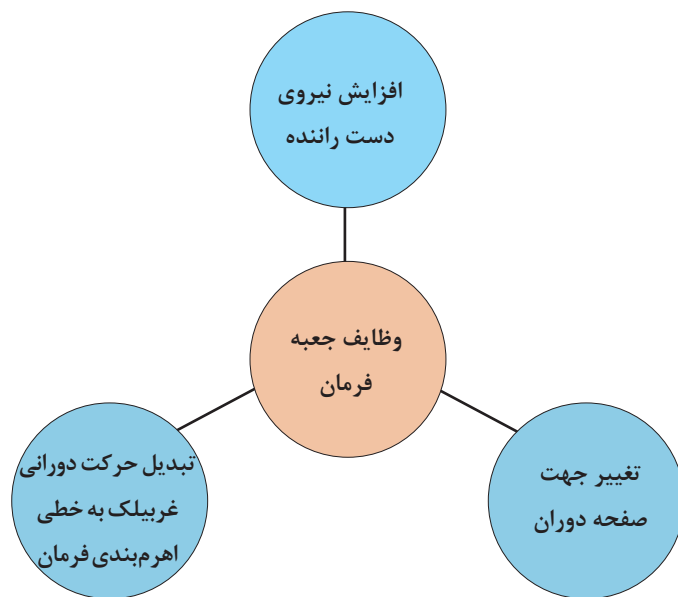 افزایش نیروی
دست راننده
وظایف جعبه
فرمان
تغییر جهت
صفحه دوران
تبدیل حرکت دورانی
غربیلک به خطی
اهرم‌بندی فرمان